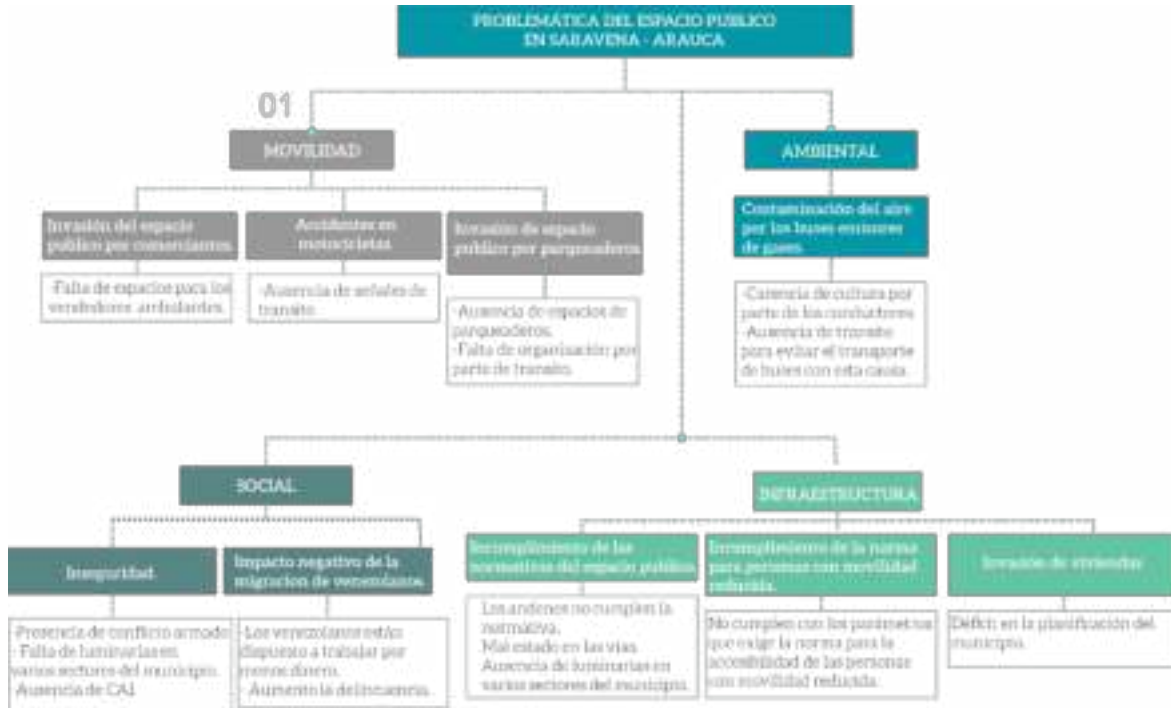 PROBLEMÁTICA DEL ESPACIO PUBLICO
EN SARAVENA - ARAUCA
01
MOVILIDAD
AMBIENTAL
Invasión del espacio
publico por comerciantes.
Accidentes en
motocicletas
Invasión de espacio
publico por parqueaderos.
Contaminación del aire
por los buses emisores
de gases.
-Falta de espacios para los
vendedores ambulantes.
-Ausencia de señales de
transito.
-Ausencia de espacios de
parqueaderos.
-Falta de organización por
parte de transito.
-Carencia de cultura por
parte de los conductores
-Ausencia de transito
para evitar el transporte
de buses con esta causa.
SOCIAL
INFRAESTRUCTURA
Inseguridad.
Impacto negativo de la
migracion de venezolanos.
Incumplimiento de las
normativas del espacio publico.
Incumplimiento de la norma
para personas con movilidad
reducida.
Invasión de viviendas
-Presencia de conflicto armado
- Falta de luminarias en
varios sectores del municipio.
-Ausencia de CAI
-Los venezolanos están
dispuesto a trabajar por
menos dinero.
- Aumento la delincuencia.
Los andenes no cumplen la
normativa.
Mal estado en las vías.
Ausencia de luminarias en
varios sectores del municipio.
No cumplen con los parámetros
que exige la norma para la
accesibilidad de las personas
con movilidad reducida.
Déficit en la planificación del
municipio.